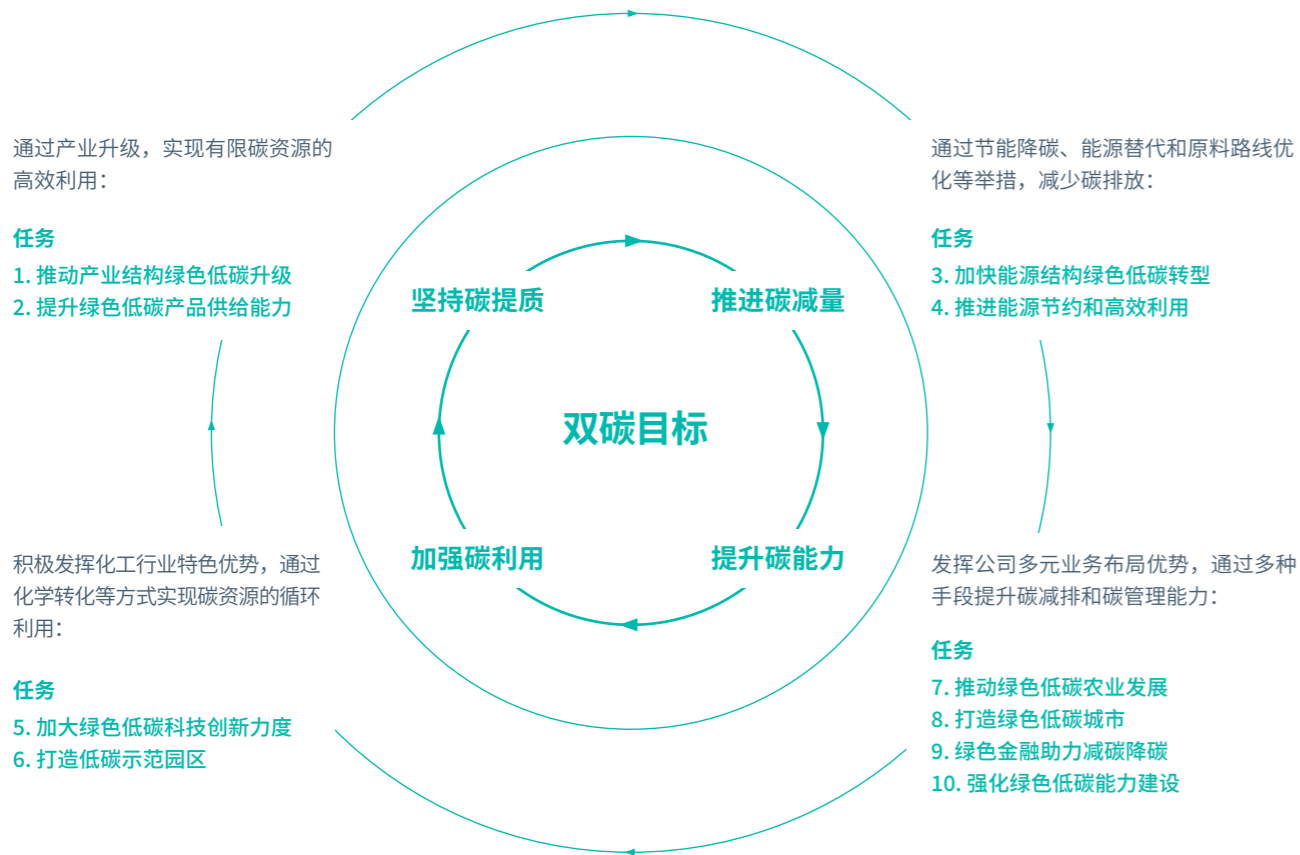 通过产业升级，实现有限碳资源的
高效利用：
任务
1. 推动产业结构绿色低碳升级
2. 提升绿色低碳产品供给能力
通过节能降碳、能源替代和原料路线优
化等举措，减少碳排放：
任务
3. 加快能源结构绿色低碳转型
4. 推进能源节约和高效利用
坚持碳提质
推进碳减量
双碳目标
加强碳利用
提升碳能力
积极发挥化工行业特色优势，通过
化学转化等方式实现碳资源的循环
利用：
任务
5. 加大绿色低碳科技创新力度
6. 打造低碳示范园区
发挥公司多元业务布局优势，通过多种
手段提升碳减排和碳管理能力：
任务
7. 推动绿色低碳农业发展
8. 打造绿色低碳城市
9. 绿色金融助力减碳降碳
10. 强化绿色低碳能力建设